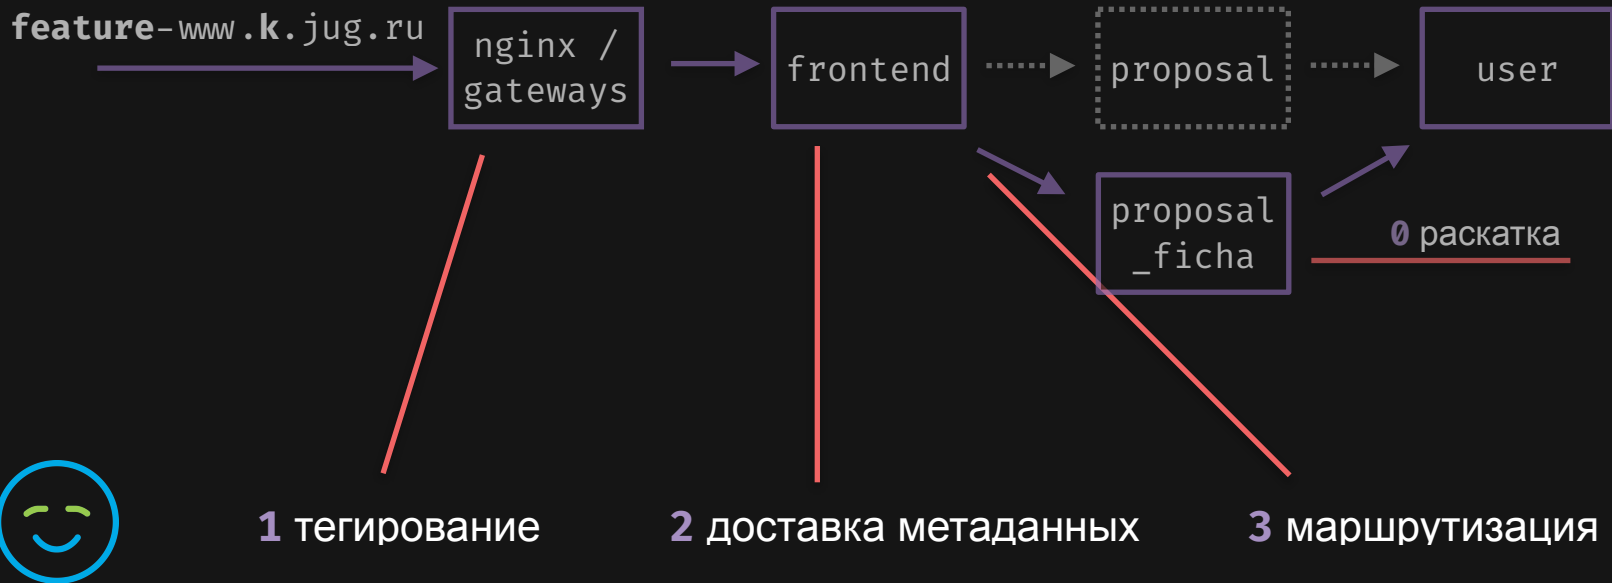 feature-www.k.jug.ru
nginx /
gateways
frontend
proposal
user
proposal
_ficha
0 раскатка
1 тегирование
2 доставка метаданных
3 маршрутизация